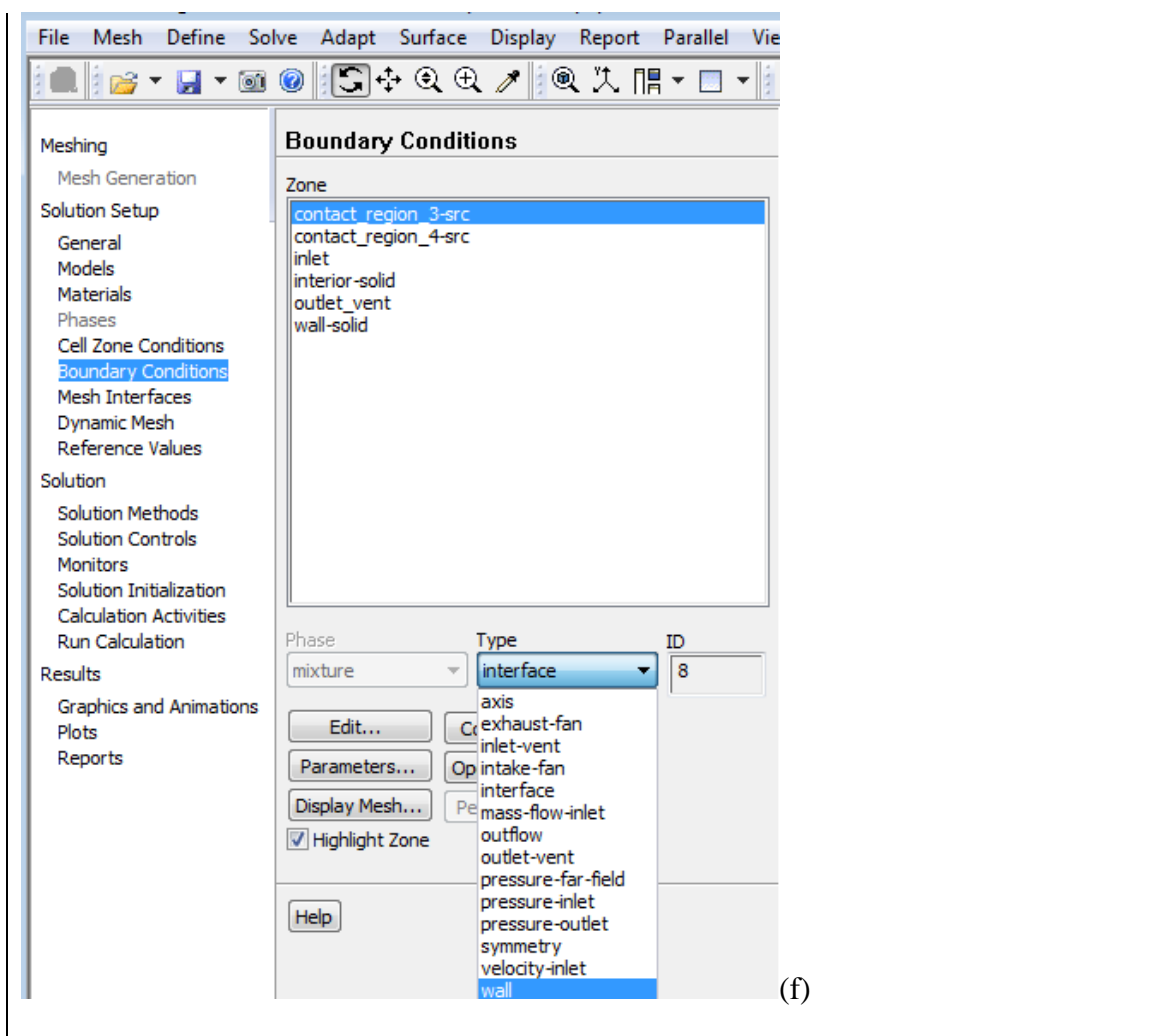 File Mesh Define Solve Adapt Surface Display Report Parallel Vie
Meshing
Mesh Generation
Solution Setup
General
Models
Materials
Phases
Cell Zone Conditions
Boundary Conditions
Mesh Interfaces
Dynamic Mesh
Reference Values
Solution
Solution Methods
Solution Controls
Monitors
Solution Initialization
Calculation Activities
Run Calculation
Results
Graphics and Animations
Plots
Reports
Boundary Conditions
Zone
contact_region_3-src
contact_region_4-src
inlet
interior-solid
outlet_vent
wall-solid
Phase Type ID
mixture interface 8
Edit... Co
Parameters... Op
Display Mesh... Pe
Highlight Zone
Help
axis
exhaust-fan
inlet-vent
intake-fan
interface
mass-flow-inlet
outflow
outlet-vent
pressure-far-field
pressure-inlet
pressure-outlet
symmetry
velocity-inlet
wall
(f)